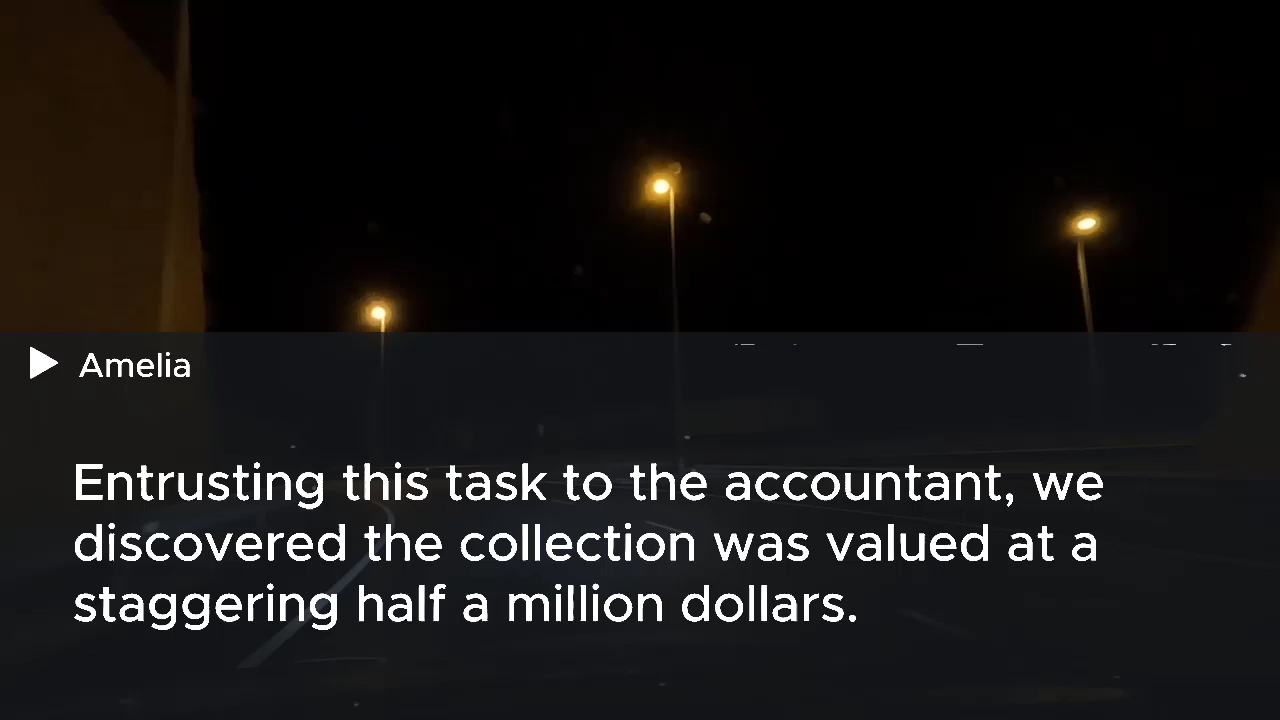 Amelia
Entrusting this task to the accountant, we
discovered the collection was valued at a
staggering half a million dollars.